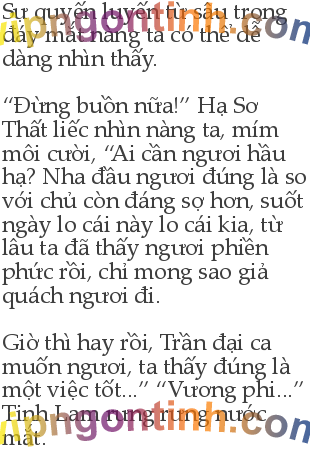 Sự quyến luyến từ sâu trong
đáy mắt nàng ta có thể dễ
dàng nhìn thấy.
“Đừng buồn nữa!” Hạ Sơ
Thất liếc nhìn nàng ta, mím
môi cười, “Ai cần ngươi hầu
hạ? Nha đầu ngươi đúng là so
với chủ còn đáng sợ hơn, suốt
ngày lo cái này lo cái kia, từ
lâu ta đã thấy ngươi phiền
phức rồi, chỉ mong sao giả
quách ngươi đi.
Giờ thì hay rồi, Trần đại ca
muốn ngươi, ta thấy đúng là
một việc tốt...” “Vương phi...”
Tinh Lam rưng rưng nước
mắt.
vipngontinh.com
vipngontinh.com